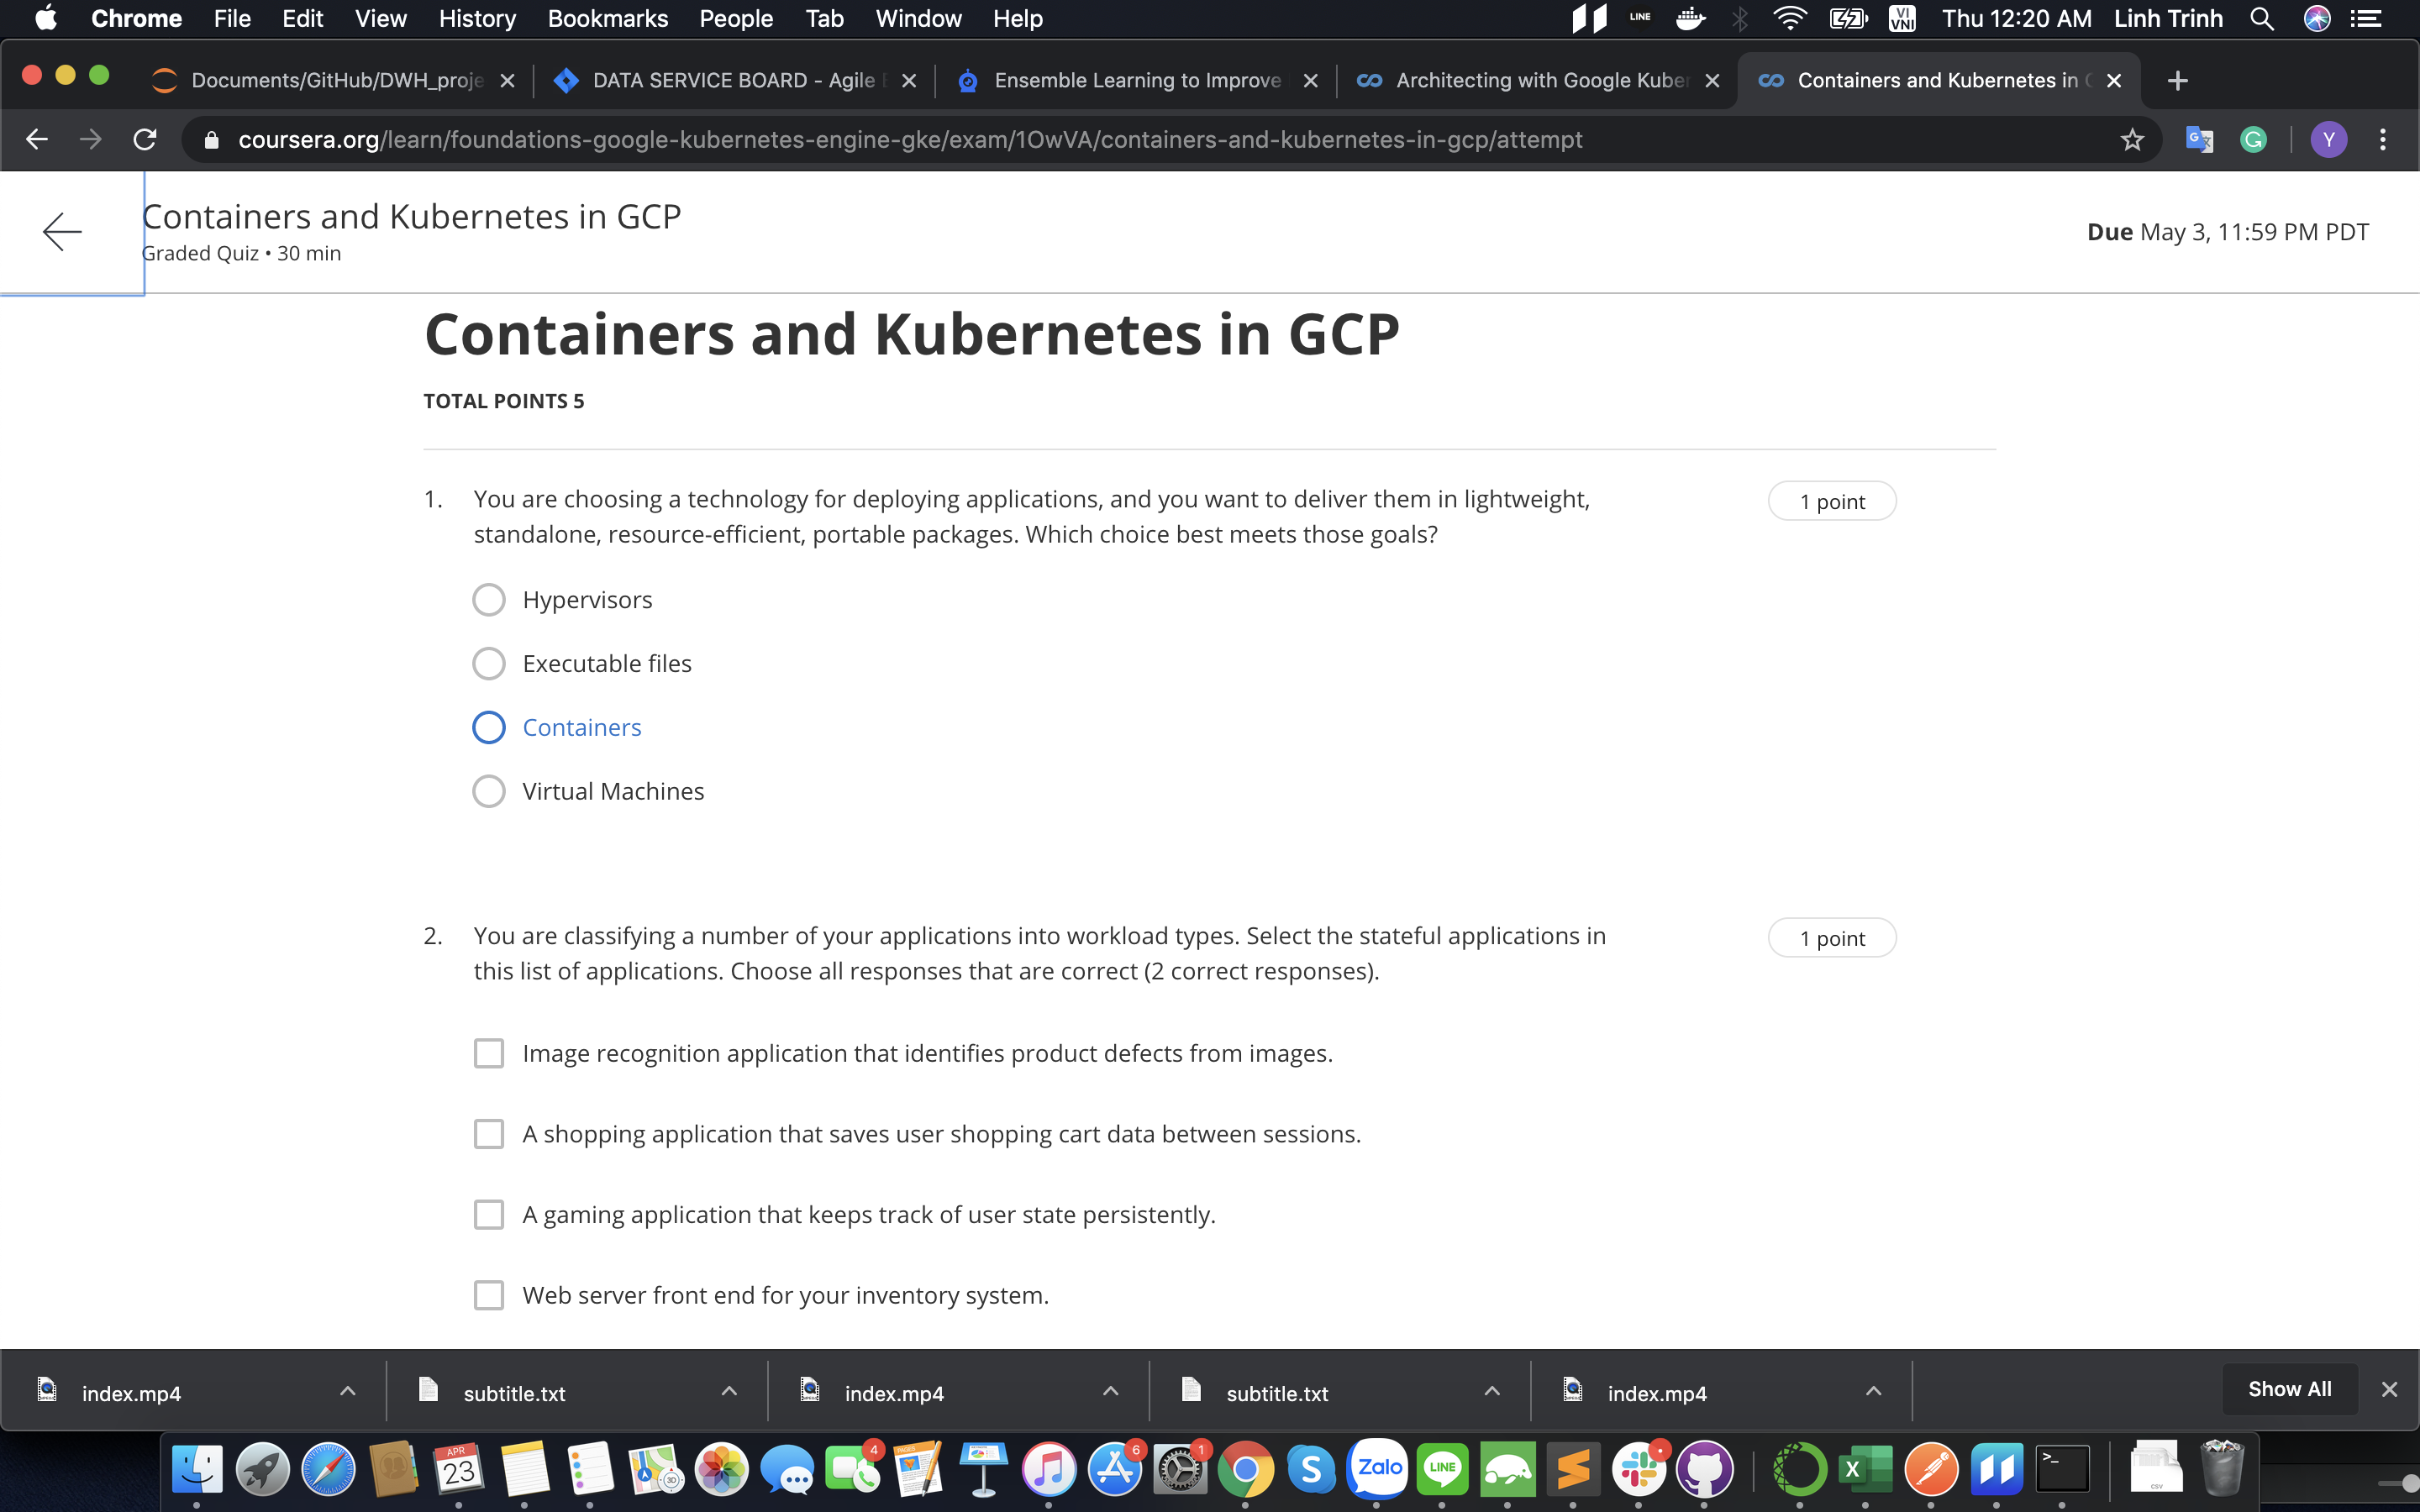 Chrome File Edit View History Bookmarks People Tab Window Help LINE VI VNI Thu 12:20 AM Linh Trinh
Documents/GitHub/DWH_proje DATA SERVICE BOARD - Agile Ensemble Learning to Improve Architecting with Google Kuber Containers and Kubernetes in
coursera.org/learn/foundations-google-kubernetes-engine-gke/exam/1OwVA/containers-and-kubernetes-in-gcp/attempt Y
Containers and Kubernetes in GCP
Graded Quiz • 30 min
Due May 3, 11:59 PM PDT
Containers and Kubernetes in GCP
TOTAL POINTS 5
1. You are choosing a technology for deploying applications, and you want to deliver them in lightweight,
standalone, resource-efficient, portable packages. Which choice best meets those goals?
1 point
Hypervisors
Executable files
Containers
Virtual Machines
2. You are classifying a number of your applications into workload types. Select the stateful applications in
this list of applications. Choose all responses that are correct (2 correct responses).
1 point
Image recognition application that identifies product defects from images.
A shopping application that saves user shopping cart data between sessions.
A gaming application that keeps track of user state persistently.
Web server front end for your inventory system.
index.mp4 subtitle.txt index.mp4 subtitle.txt index.mp4 Show All
APR 23 3D 4 PAGES 6 1 S Zalo LINE X >_ CSV